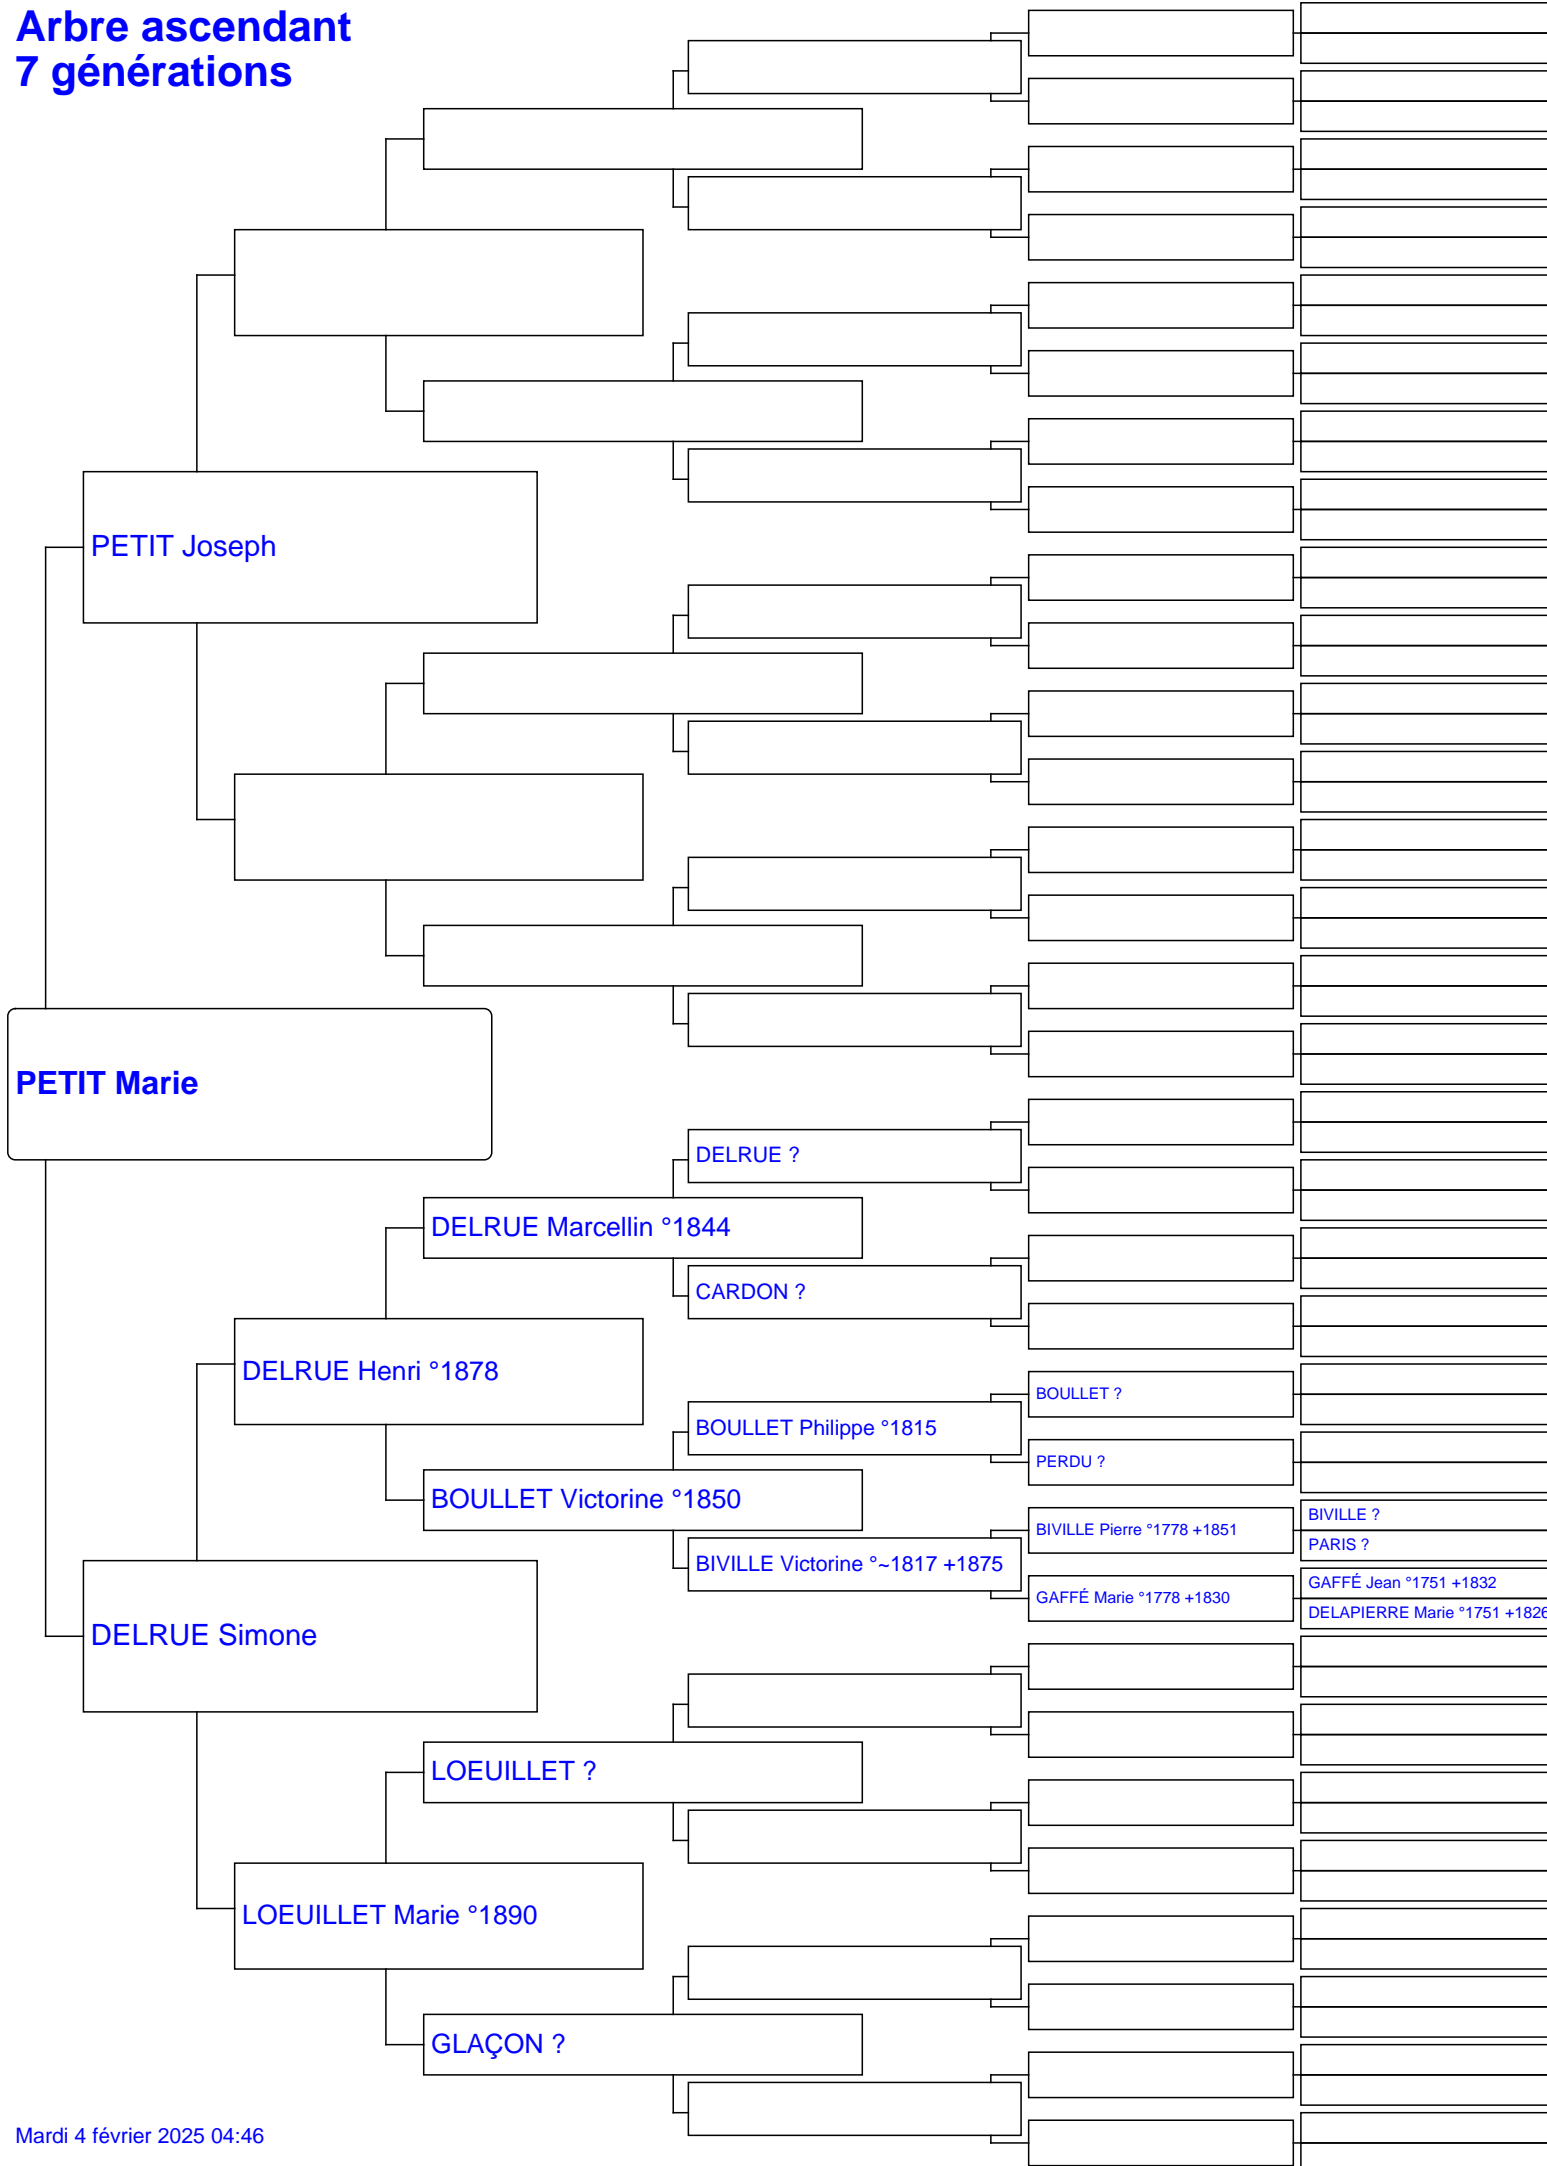 Arbre ascendant
7 générations
PETIT Joseph
PETIT Marie
DELRUE ?
DELRUE Marcellin °1844
CARDON ?
DELRUE Henri °1878
BOULLET ?
BOULLET Philippe °1815
PERDU ?
BOULLET Victorine °1850
BIVILLE ?
BIVILLE Pierre °1778 +1851
PARIS ?
BIVILLE Victorine °~1817 +1875
GAFFÉ Jean °1751 +1832
GAFFÉ Marie °1778 +1830
DELAPIERRE Marie °1751 +1826
DELRUE Simone
LOEUILLET ?
LOEUILLET Marie °1890
GLAÇON ?
Mardi 4 février 2025 04:46